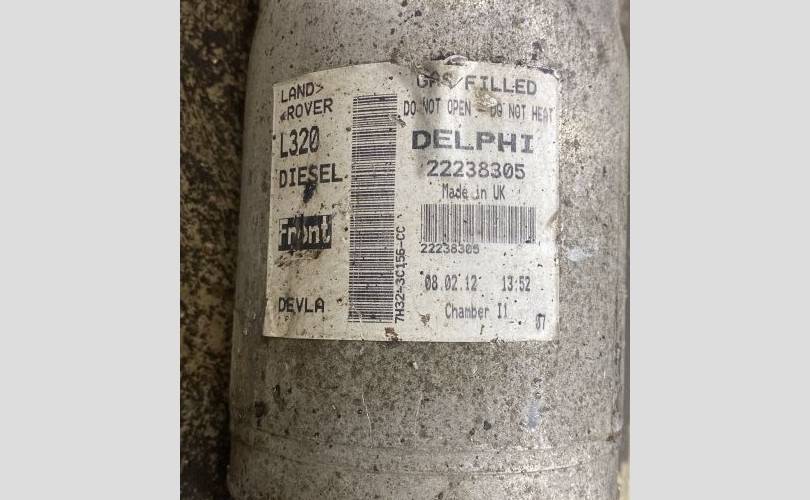 LAND
ROVER
L320
DIESEL
Front
DEVLA
7H32-3C156-CC
GAS FILLED
DO NOT OPEN - DO NOT HEAT
DELPHI
22238305
Made in UK
22238305
08.02.12 13:52
Chamber II
07